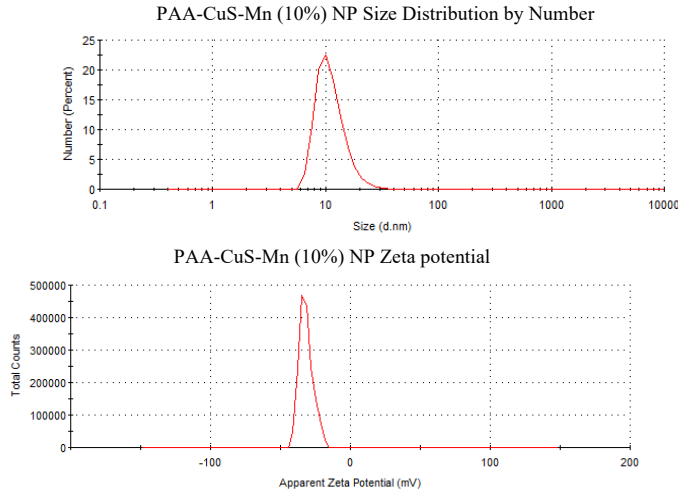 PAA-CuS-Mn (10%) NP Size Distribution by Number
25
20
15
10
5
0
Number (Percent)
0.1 1 10 100 1000 10000
Size (d.nm)
PAA-CuS-Mn (10%) NP Zeta potential
500000
400000
300000
200000
100000
0
Total Counts
-100 0 100 200
Apparent Zeta Potential (mV)